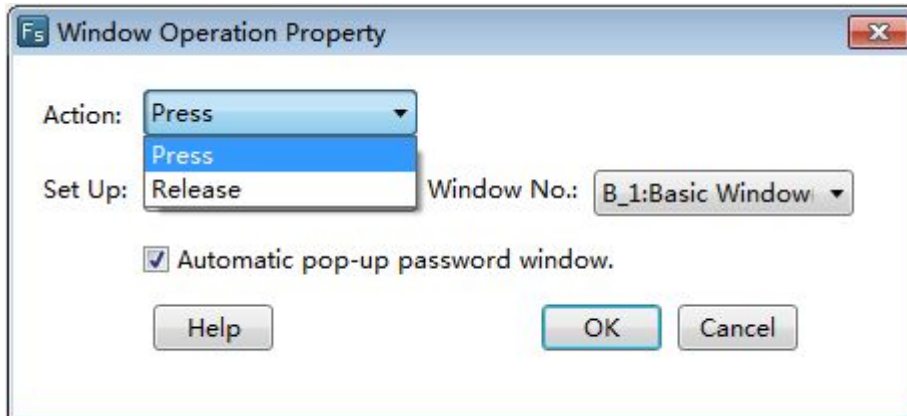 Fs Window Operation Property
Action: Press
Press
Set Up: Release Window No.: B_1:Basic Window
Automatic pop-up password window.
Help OK Cancel